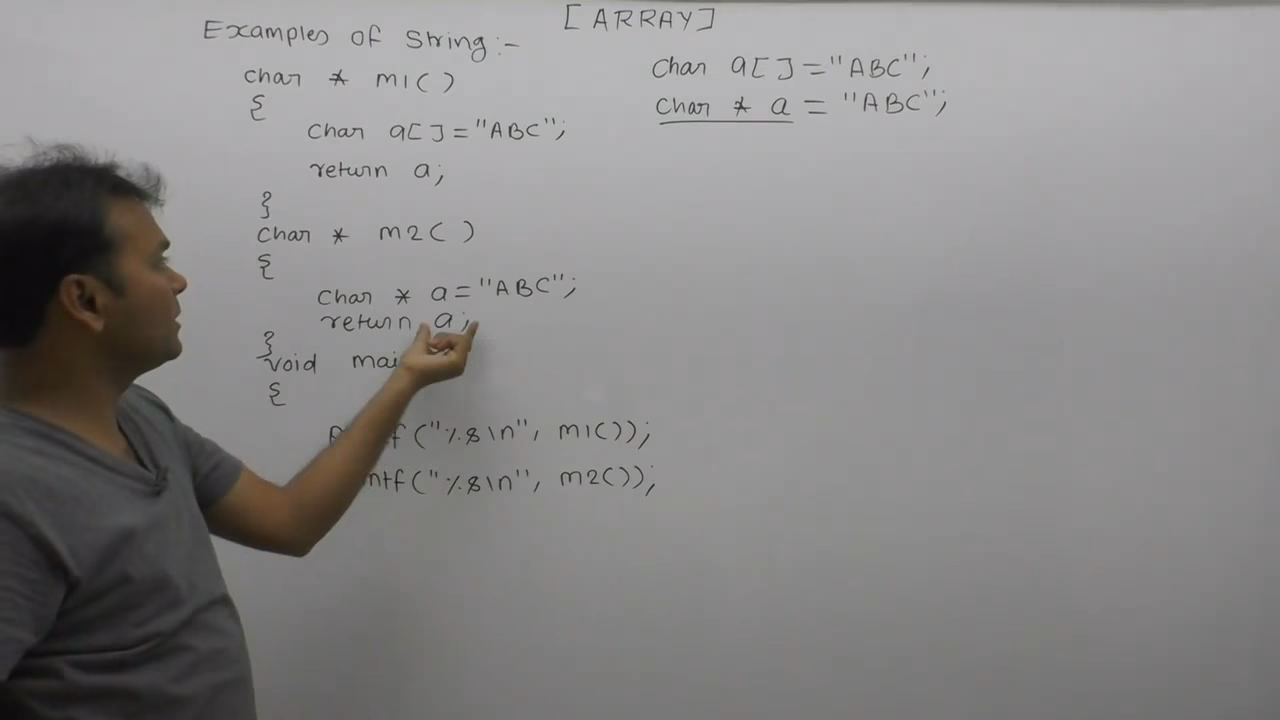 [ARRAY]
Examples of String :-
char * m1()
{
char a[]="ABC";
return a;
}
char * m2( )
{
char * a="ABC";
return a;
}
void
{
("%s\n", m1());
("%s\n", m2());
char a[]="ABC";
char * a = "ABC";